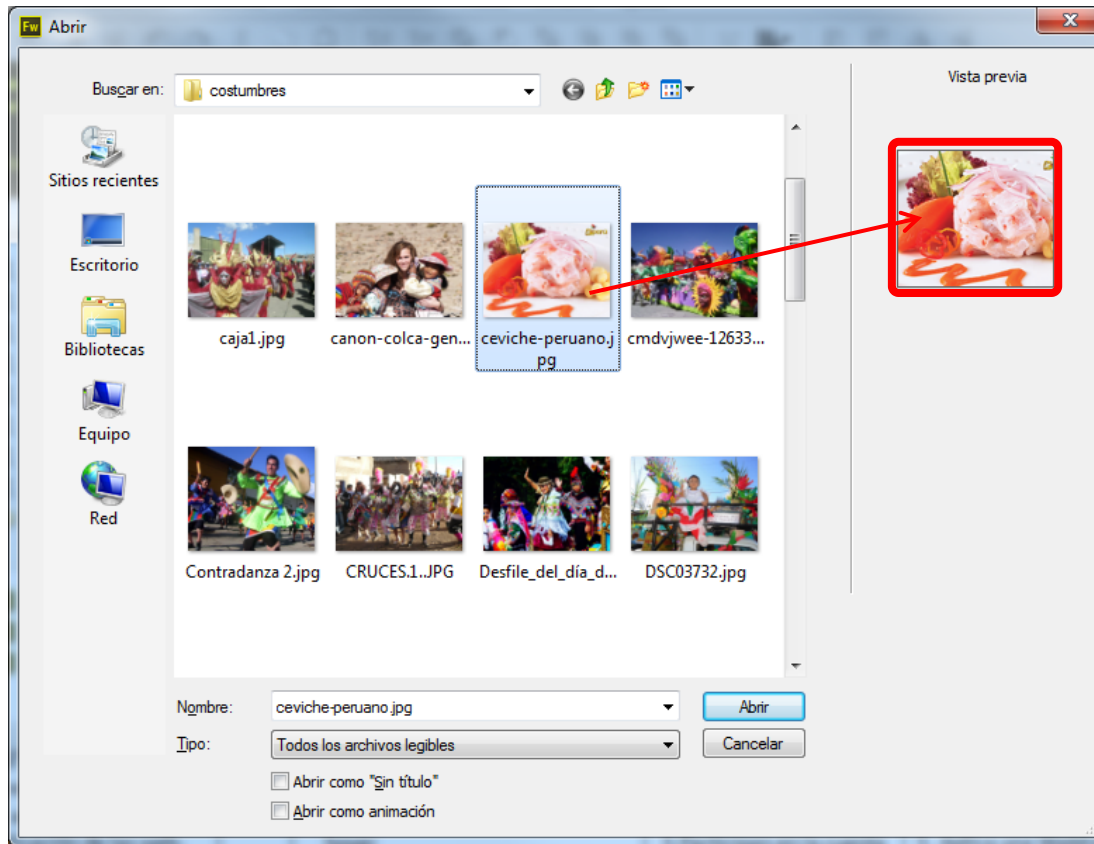 Fw Abrir
Vista previa
Buscar en: costumbres
Sitios recientes
Escritorio
Bibliotecas
Equipo
Red
caja1.jpg
canon-colca-gen...
ceviche-peruano.j
pg
cmdvjwee-12633...
Contradanza 2.jpg
CRUCES.1..JPG
Desfile_del_día_d...
DSC03732.jpg
Nombre: ceviche-peruano.jpg
Abrir
Tipo: Todos los archivos legibles
Cancelar
Abrir como "Sin título"
Abrir como animación